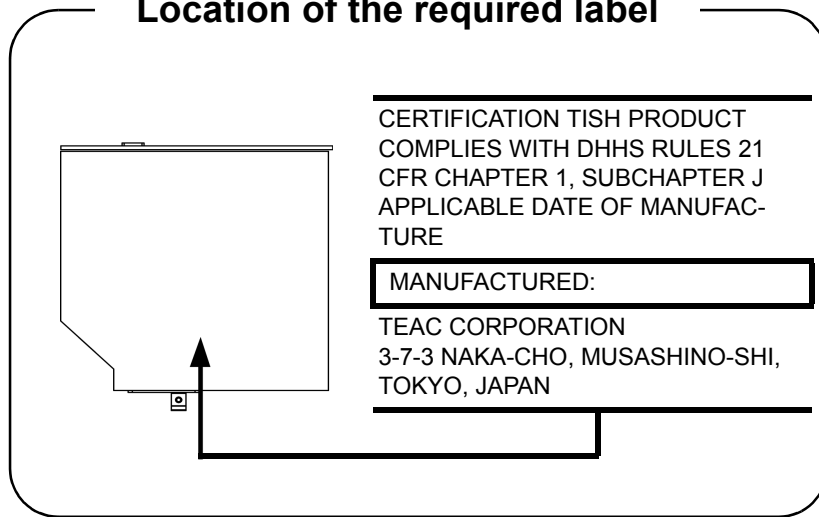 Location of the required label
CERTIFICATION TISH PRODUCT
COMPLIES WITH DHHS RULES 21
CFR CHAPTER 1, SUBCHAPTER J
APPLICABLE DATE OF MANUFAC-
TURE
MANUFACTURED:
TEAC CORPORATION
3-7-3 NAKA-CHO, MUSASHINO-SHI,
TOKYO, JAPAN